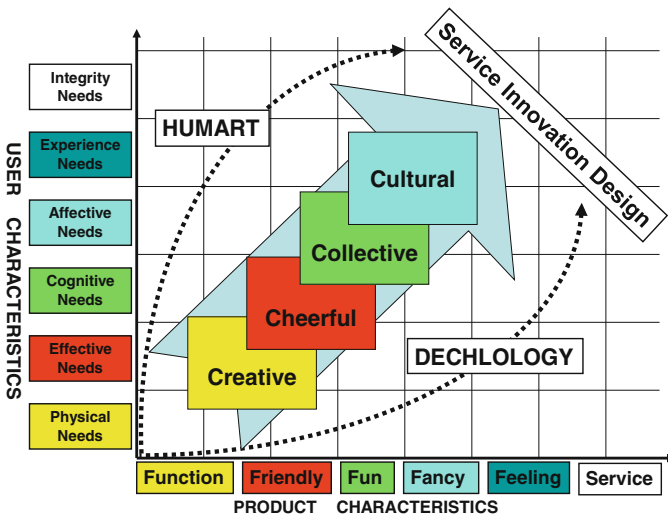 Service Innovation Design
Integrity
Needs
HUMART
Experience
Needs
Cultural
USER CHARACTERISTICS
Affective
Needs
Collective
Cognitive
Needs
Cheerful
Effective
Needs
DECHLOLOGY
Creative
Physical
Needs
Function Friendly Fun Fancy Feeling Service
PRODUCT CHARACTERISTICS